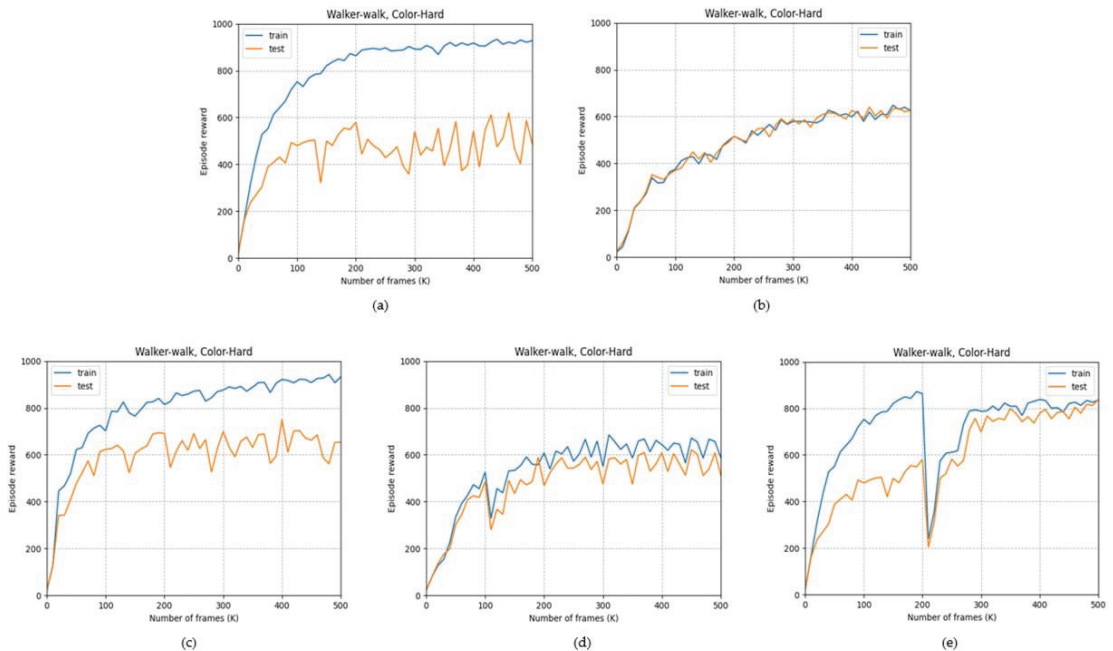 Walker-walk, Color-Hard
1000
800
600
400
200
0
train
test
Episode reward
0 100 200 300 400 500
Number of frames (K)
(a)
Walker-walk, Color-Hard
1000
800
600
400
200
0
train
test
Episode reward
0 100 200 300 400 500
Number of frames (K)
(b)
Walker-walk, Color-Hard
1000
800
600
400
200
0
train
test
Episode reward
0 100 200 300 400 500
Number of frames (K)
(c)
Walker-walk, Color-Hard
1000
800
600
400
200
0
train
test
Episode reward
0 100 200 300 400 500
Number of frames (K)
(d)
Walker-walk, Color-Hard
1000
800
600
400
200
0
train
test
Episode reward
0 100 200 300 400 500
Number of frames (K)
(e)